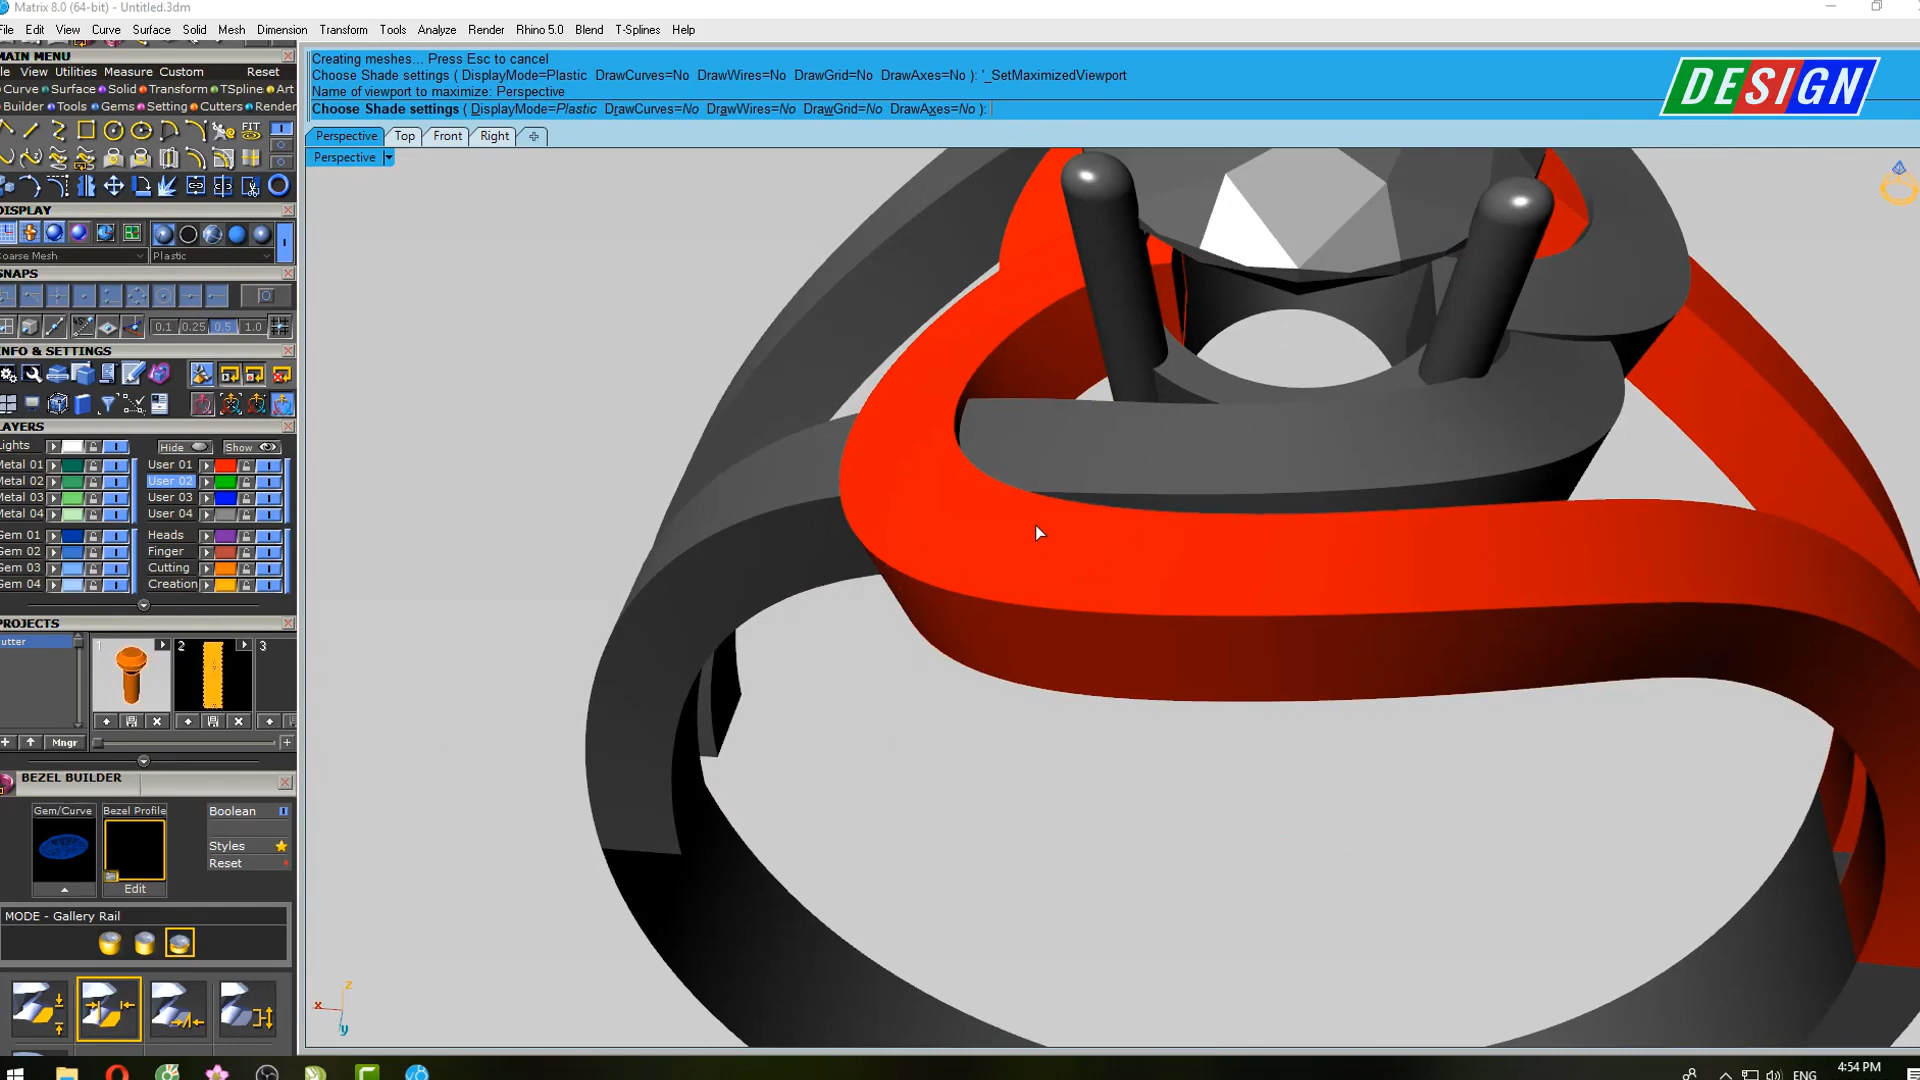 Matrix 8.0 (64-bit) - Untitled.3dm
File Edit View Curve Surface Solid Mesh Dimension Transform Tools Analyze Render Rhino 5.0 Blend T-Splines Help
MAIN MENU
le View Utilities Measure Custom Reset
Curve Surface Solid Transform T-Splines
Builder Tools Gems Setting Cutters Render
FIT
DISPLAY
Coarse Mesh Plastic
SNAPS
0.1 0.25 0.5 1.0
INFO & SETTINGS
LAYERS
Lights Hide Show
Metal 01 User 01
Metal 02 User 02
Metal 03 User 03
Metal 04 User 04
Gem 01 Heads
Gem 02 Finger
Gem 03 Cutting
Gem 04 Creation
PROJECTS
utter
1 2 3
Mngr
BEZEL BUILDER
Gem/Curve Bezel Profile Boolean
Styles
Reset
Edit
MODE - Gallery Rail
Creating meshes... Press Esc to cancel
Choose Shade settings ( DisplayMode=Plastic DrawCurves=No DrawWires=No DrawGrid=No DrawAxes=No ): '_SetMaximizedViewport
Name of viewport to maximize: Perspective
Choose Shade settings ( DisplayMode=Plastic DrawCurves=No DrawWires=No DrawGrid=No DrawAxes=No ):
DESIGN
Perspective Top Front Right
Perspective
z
x
y
ENG
4:54 PM